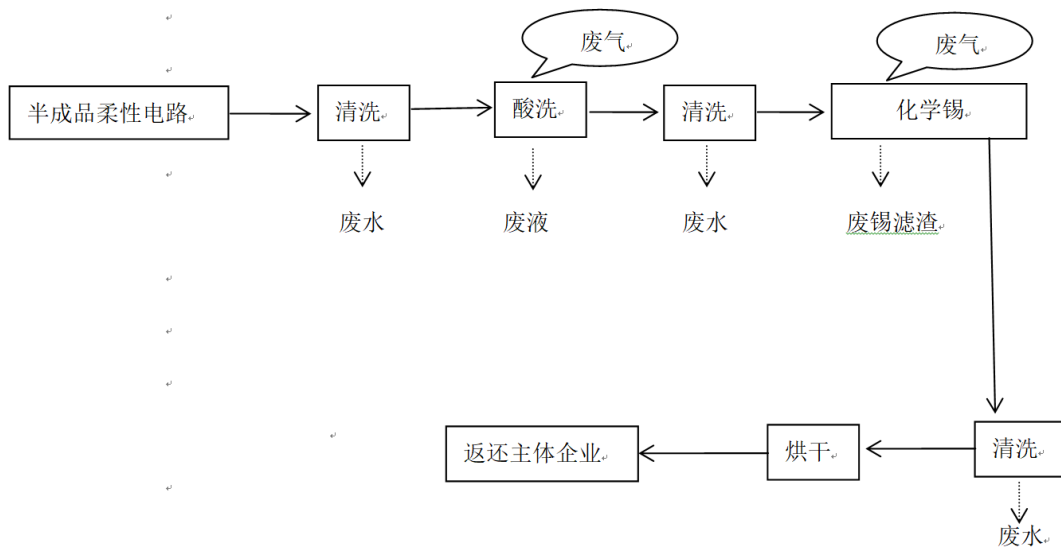 废气
废气
半成品柔性电路
清洗
酸洗
清洗
化学锡
废水
废液
废水
废锡滤渣
返还主体企业
烘干
清洗
废水